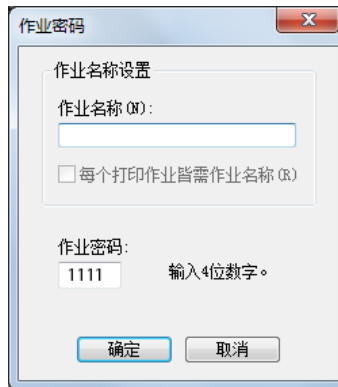 作业密码
作业名称设置
作业名称(N):
每个打印作业皆需作业名称(R)
作业密码:
1111 输入4位数字。
确定 取消